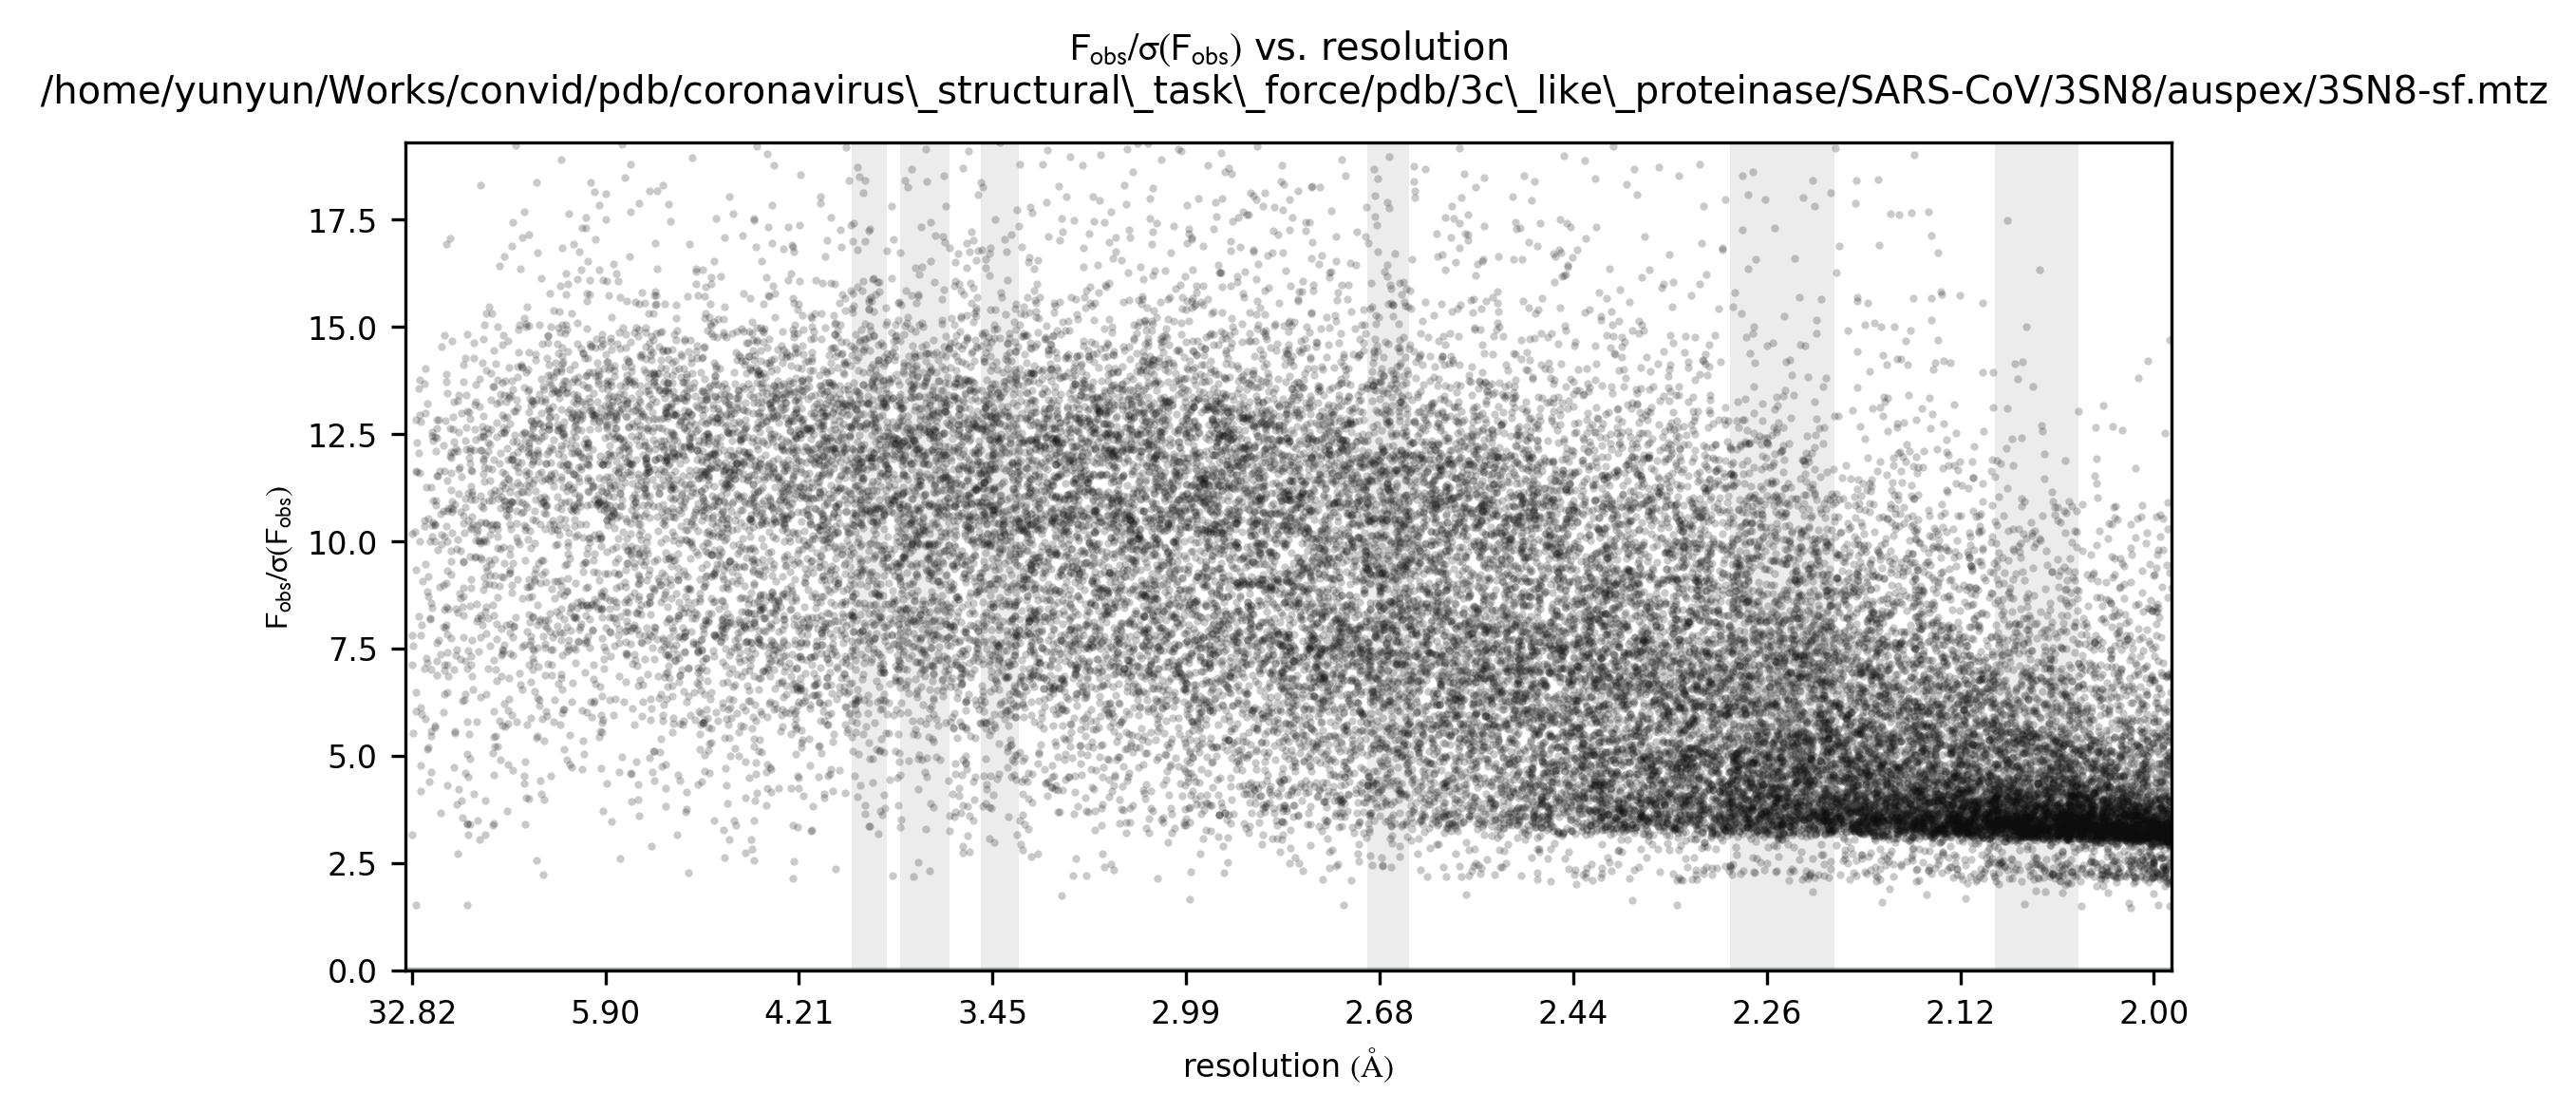 Fobs/σ(Fobs) vs. resolution
/home/yunyun/Works/convid/pdb/coronavirus\_structural\_task\_force/pdb/3c\_like\_proteinase/SARS-CoV/3SN8/auspex/3SN8-sf.mtz
17.5
15.0
12.5
10.0
7.5
5.0
2.5
0.0
Fobs/σ(Fobs)
32.82 5.90 4.21 3.45 2.99 2.68 2.44 2.26 2.12 2.00
resolution (Å)